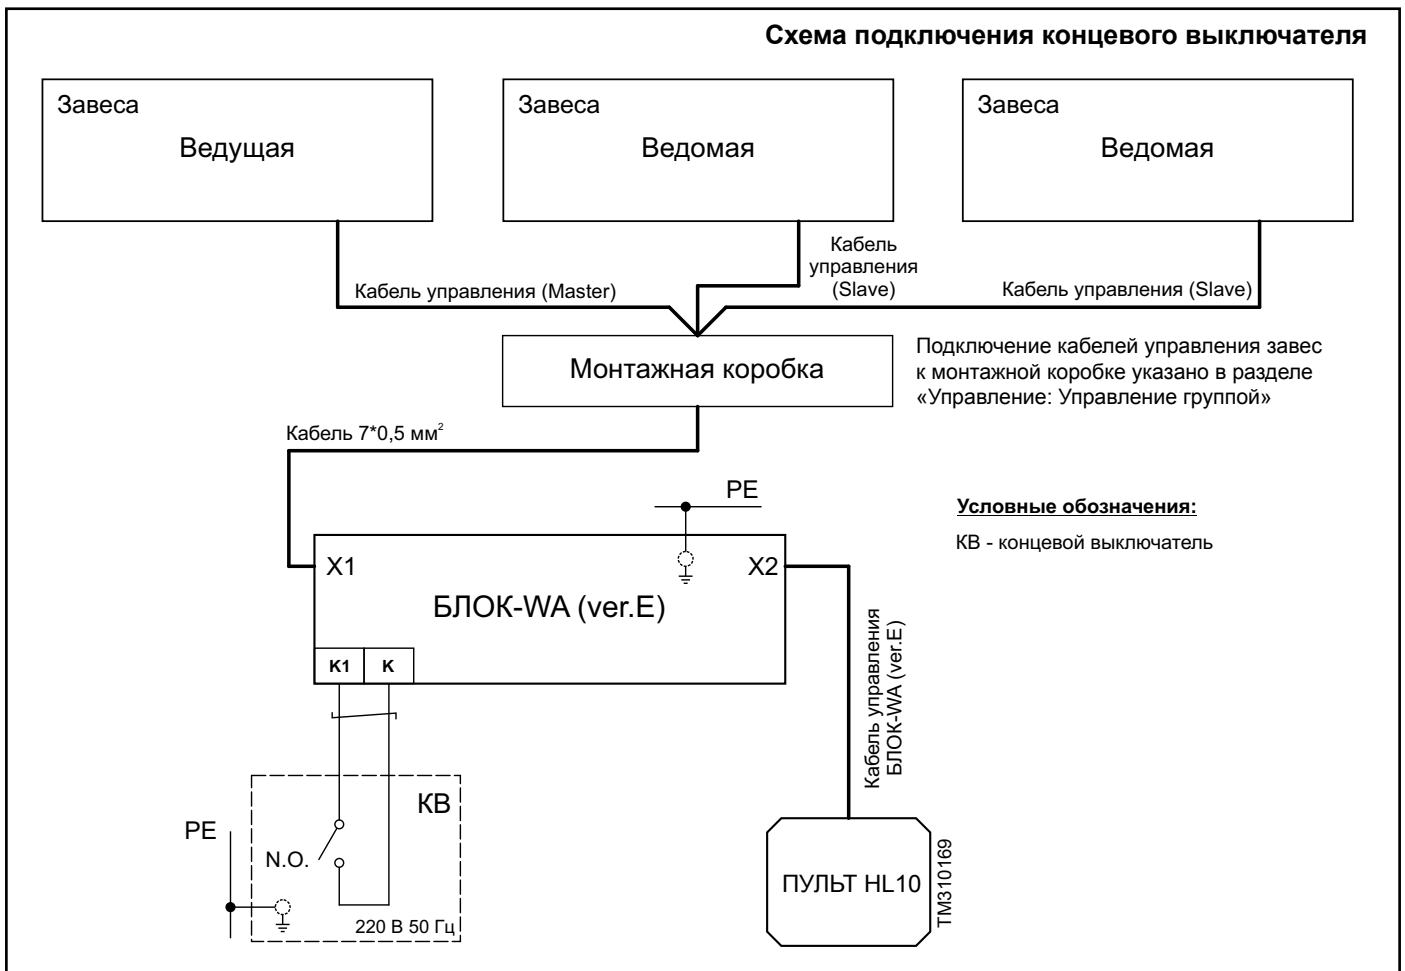 Схема подключения концевого выключателя
Завеса
Ведущая
Завеса
Ведомая
Завеса
Ведомая
Кабель управления (Master)
Кабель
управления
(Slave)
Кабель управления (Slave)
Монтажная коробка
Подключение кабелей управления завес
к монтажной коробке указано в разделе
«Управление: Управление группой»
Кабель 7*0,5 мм²
PE
Условные обозначения:
КВ - концевой выключатель
X1
X2
БЛОК-WA (ver.E)
K1
K
Кабель управления
БЛОК-WA (ver.E)
КВ
PE
N.O.
220 В 50 Гц
ПУЛЬТ HL10
TM310169